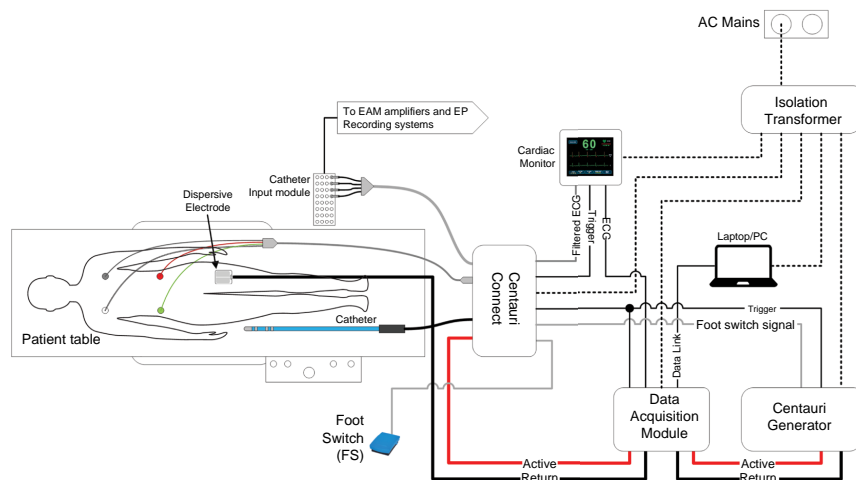 AC Mains
To EAM amplifiers and EP
Recording systems
Isolation
Transformer
60
Cardiac
Monitor
Catheter
Input module
Dispersive
Electrode
Filtered ECG
Trigger
ECG
Laptop/PC
Centauri
Connect
Catheter
Patient table
Trigger
Foot switch signal
Data Link
Foot
Switch
(FS)
Data
Acquisition
Module
Centauri
Generator
Active
Return
Active
Return